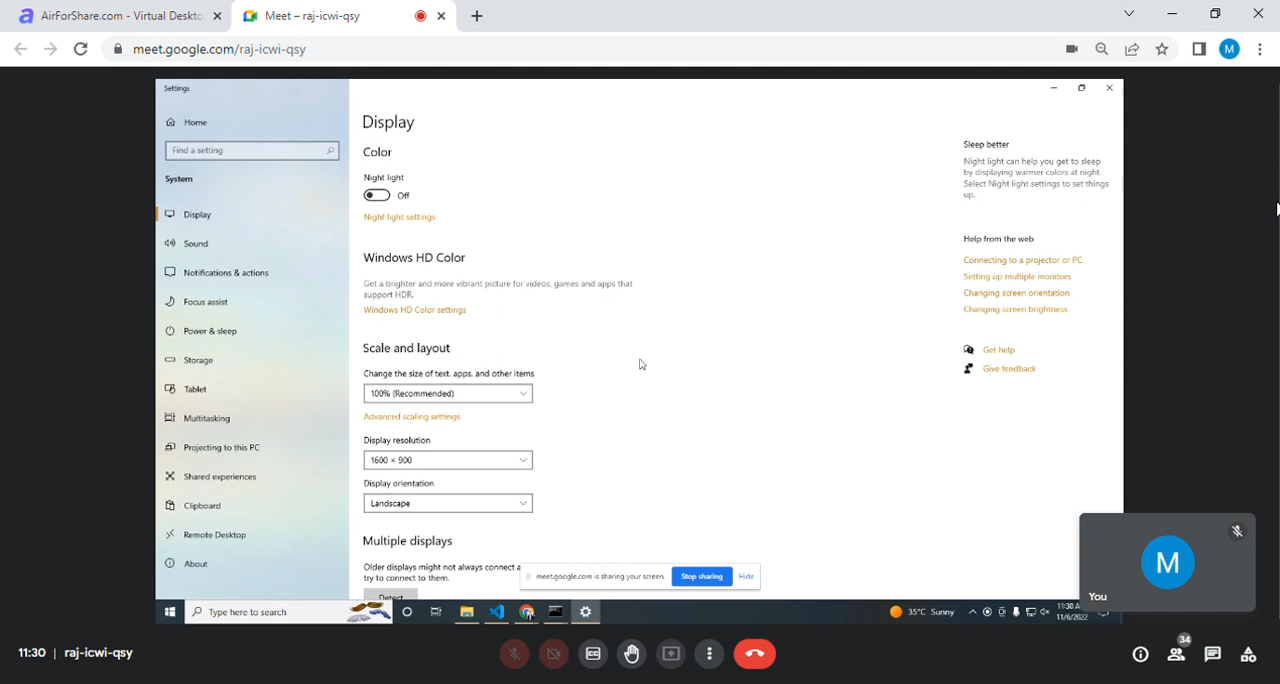 AirForShare.com - Virtual Deskto
Meet – raj-icwi-qsy
meet.google.com/raj-icwi-qsy
M
Settings
Home
Find a setting
System
Display
Sound
Notifications & actions
Focus assist
Power & sleep
Storage
Tablet
Multitasking
Projecting to this PC
Shared experiences
Clipboard
Remote Desktop
About
Display
Color
Night light
Off
Night light settings
Windows HD Color
Get a brighter and more vibrant picture for videos, games and apps that
support HDR.
Windows HD Color settings
Scale and layout
Change the size of text, apps, and other items
100% (Recommended)
Advanced scaling settings
Display resolution
1600 × 900
Display orientation
Landscape
Multiple displays
Older displays might not always connect a
try to connect to them.
Detect
Sleep better
Night light can help you get to sleep
by displaying warmer colors at night.
Select Night light settings to set things
up.
Help from the web
Connecting to a projector or PC
Setting up multiple monitors
Changing screen orientation
Changing screen brightness
Get help
Give feedback
meet.google.com is sharing your screen.
Stop sharing
Hide
M
You
Type here to search
35°C Sunny
11:30 A
11/6/2022
11:30 | raj-icwi-qsy
34